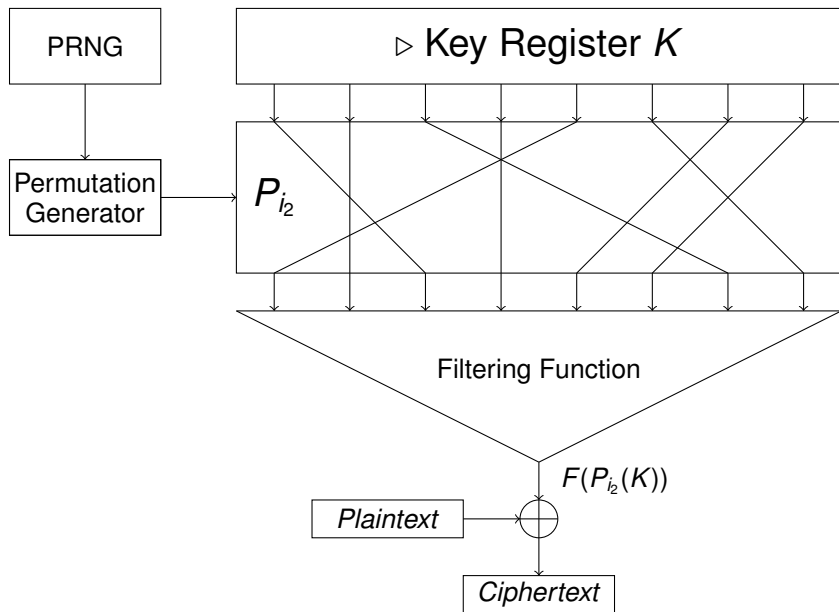 PRNG
▷ Key Register K
Permutation
Generator
P_{i_2}
Filtering Function
F(P_{i_2}(K))
Plaintext
Ciphertext